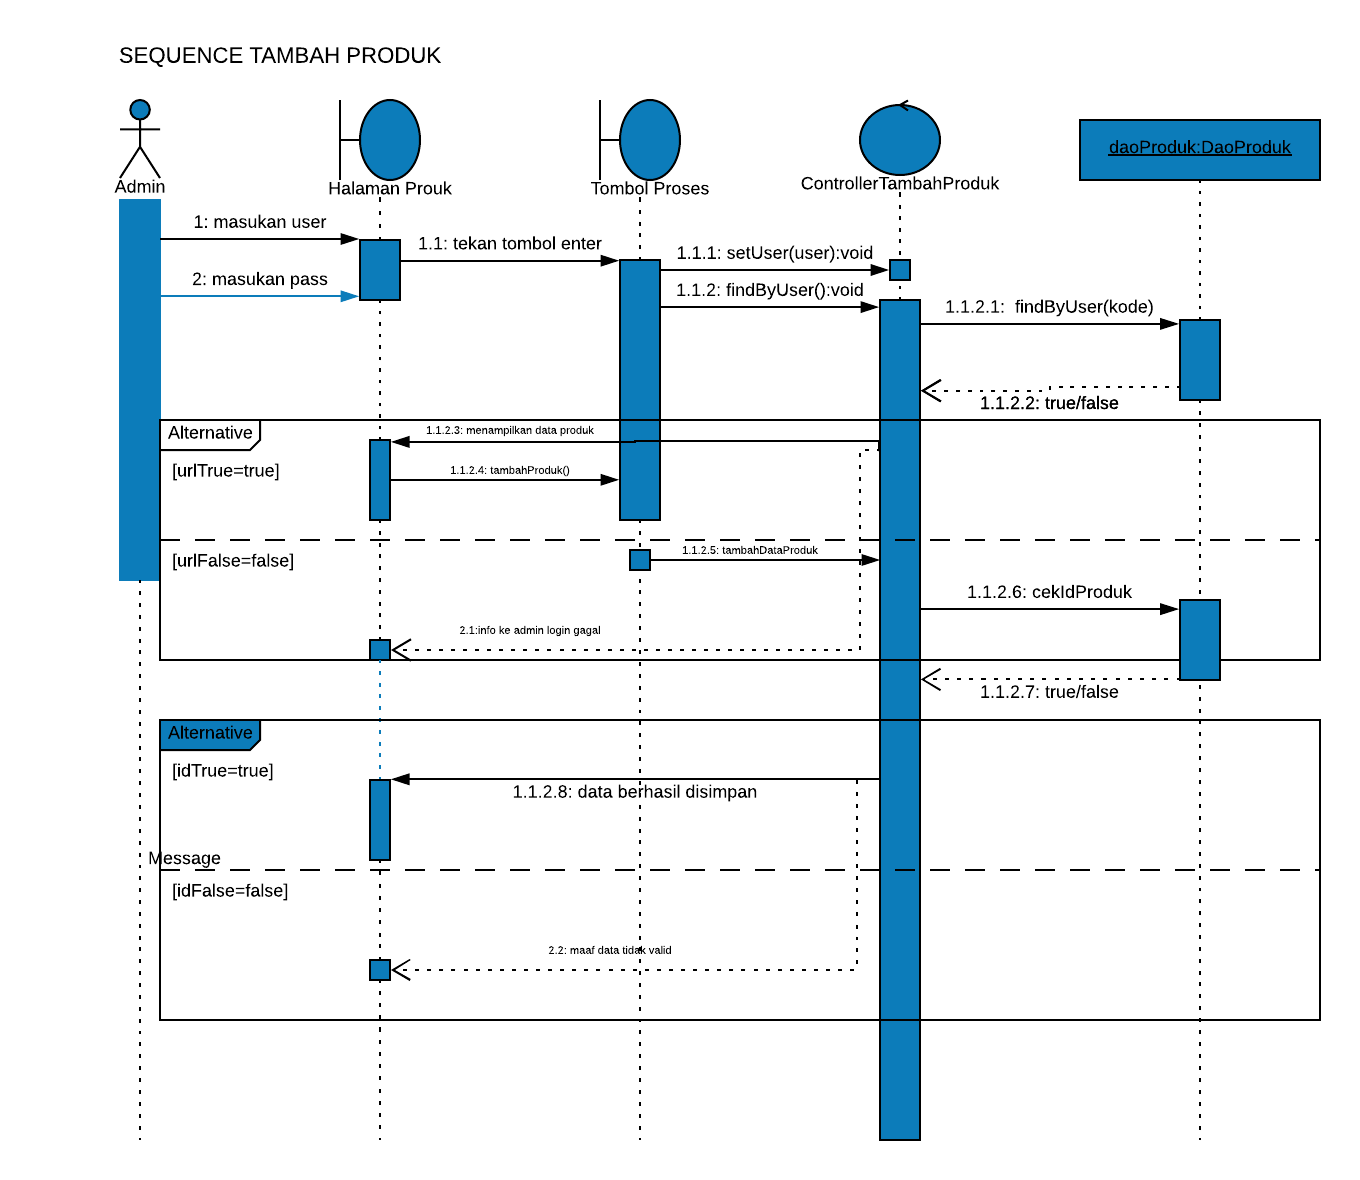 SEQUENCE TAMBAH PRODUK
Admin
Halaman Prouk
Tombol Proses
ControllerTambahProduk
daoProduk:DaoProduk
1: masukan user
1.1: tekan tombol enter
1.1.1: setUser(user):void
2: masukan pass
1.1.2: findByUser():void
1.1.2.1: findByUser(kode)
1.1.2.2: true/false
Alternative
1.1.2.3: menampilkan data produk
[urlTrue=true]
1.1.2.4: tambahProduk()
[urlFalse=false]
1.1.2.5: tambahDataProduk
1.1.2.6: cekIdProduk
2.1:info ke admin login gagal
1.1.2.7: true/false
Alternative
[idTrue=true]
1.1.2.8: data berhasil disimpan
Message
[idFalse=false]
2.2: maaf data tidak valid